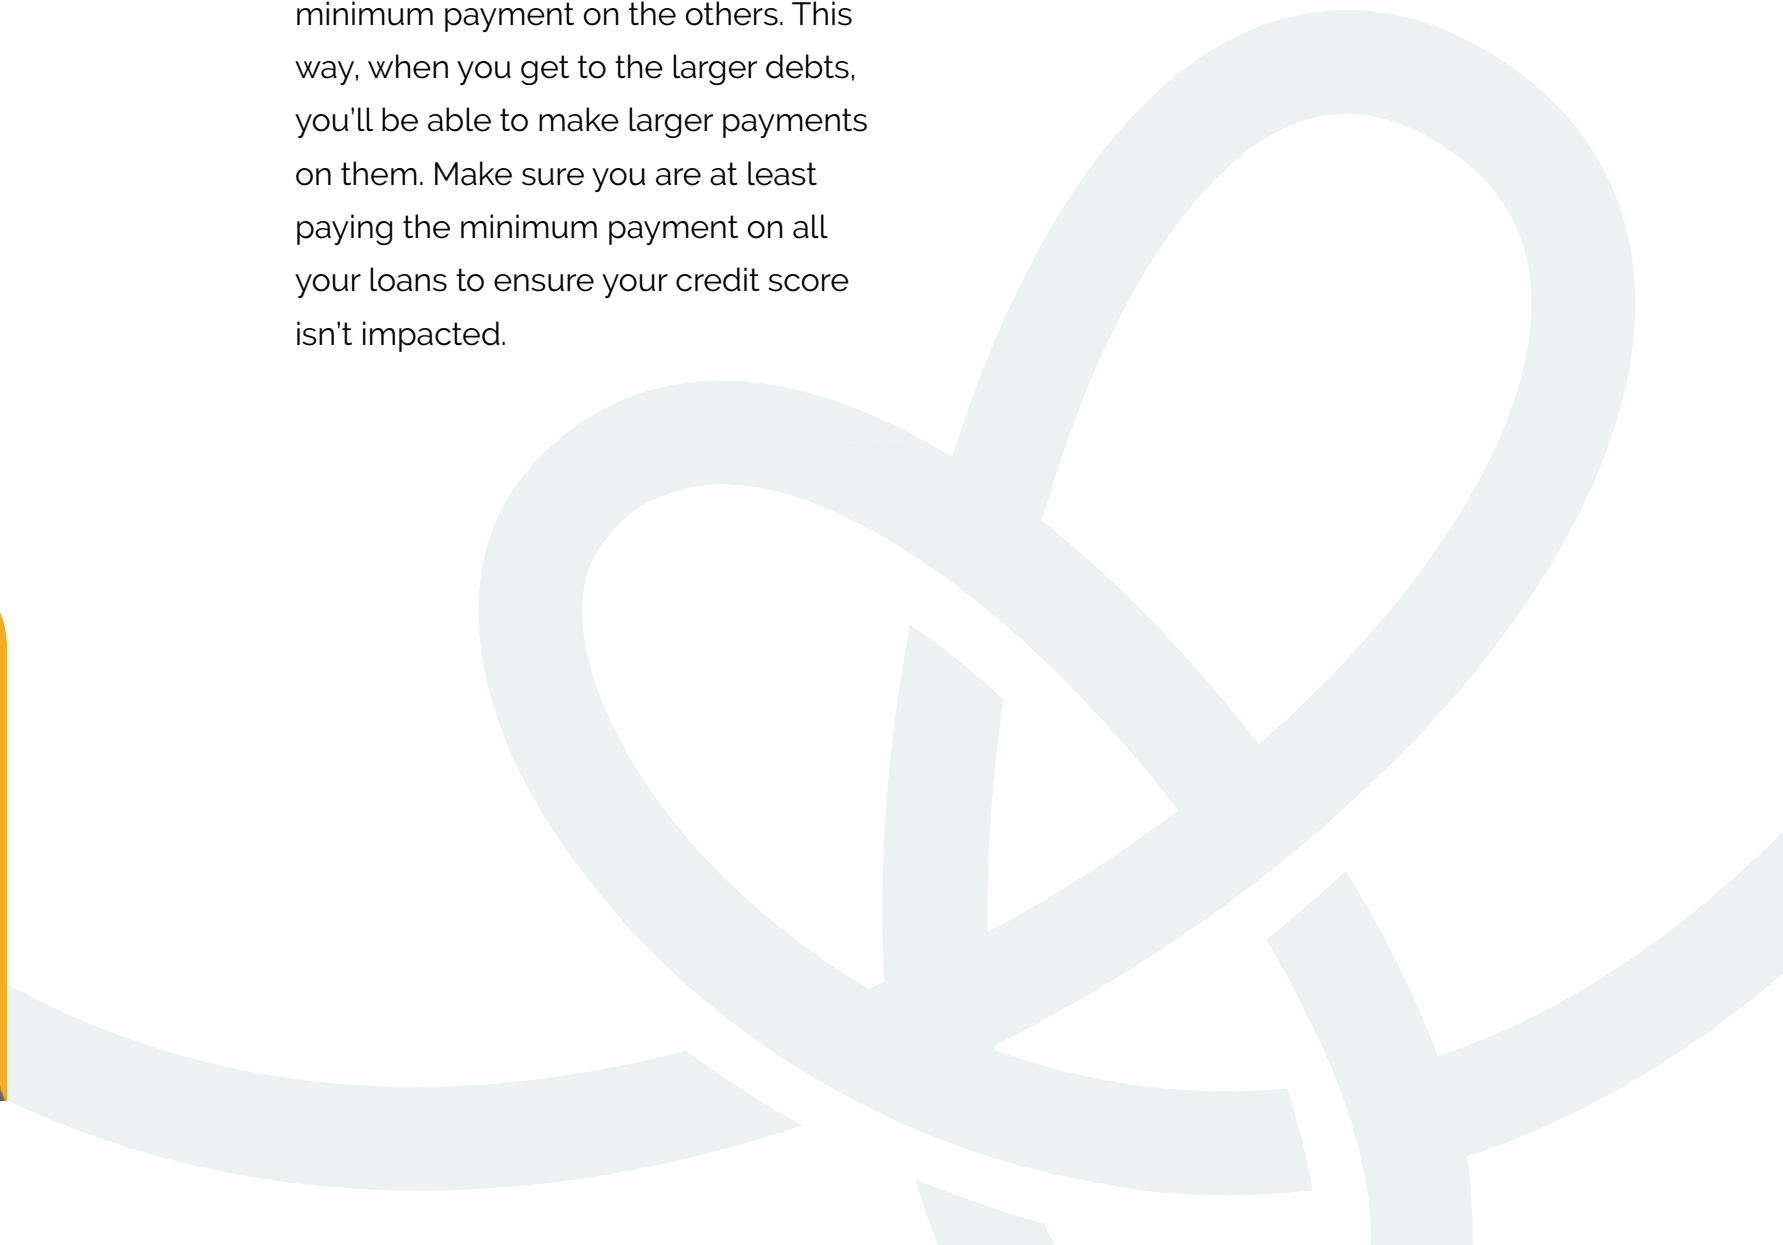 minimum payment on the others. This
way, when you get to the larger debts,
you’ll be able to make larger payments
on them. Make sure you are at least
paying the minimum payment on all
your loans to ensure your credit score
isn’t impacted.